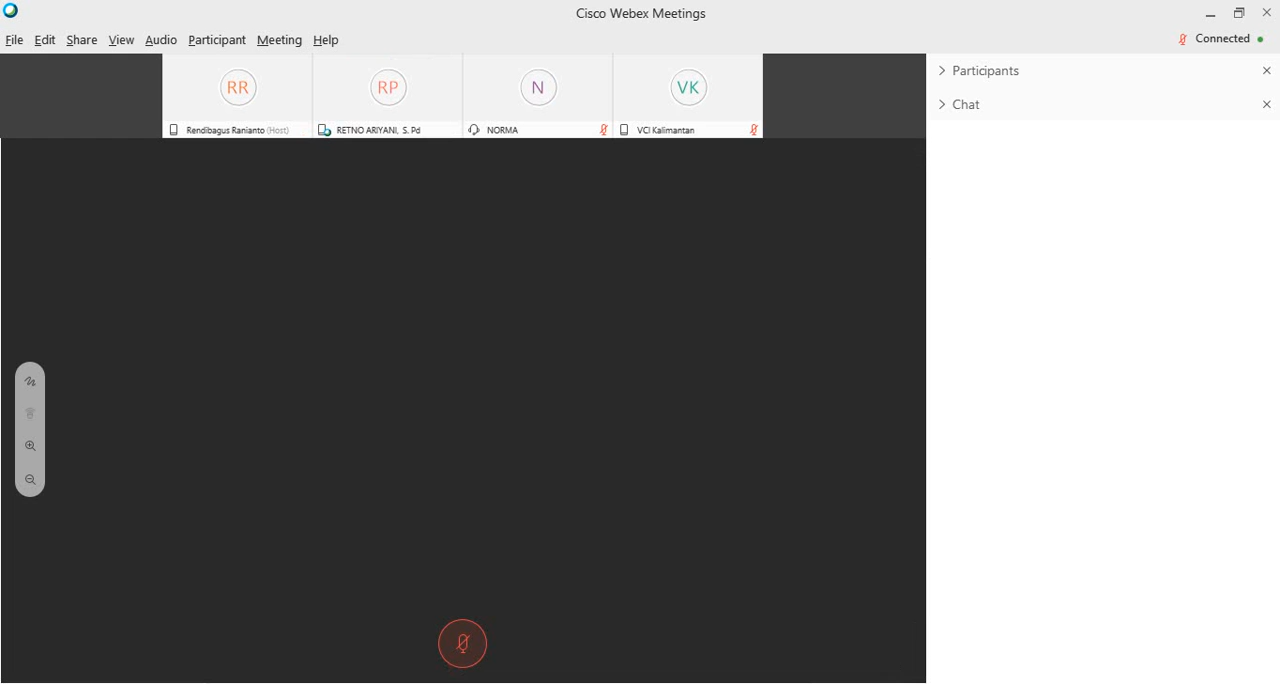 Cisco Webex Meetings
File Edit Share View Audio Participant Meeting Help
Connected
RR
RP
N
VK
Rendibagus Ranianto (Host)
RETNO ARIYANI, S. Pd
NORMA
VCI Kalimantan
Participants
Chat